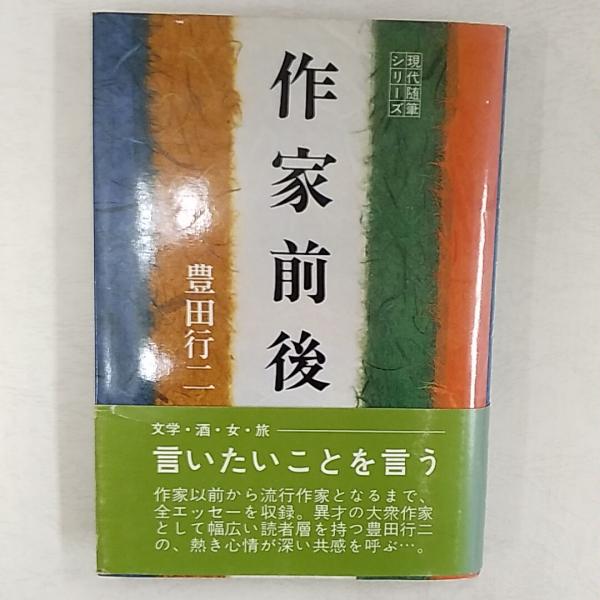 現代随筆
シリーズ
作家前後
豊田行二
文学・酒・女・旅
言いたいことを言う
作家以前から流行作家となるまで、
全エッセーを収録。異才の大衆作家
として幅広い読者層を持つ豊田行二
の、熱き心情が深い共感を呼ぶ…。